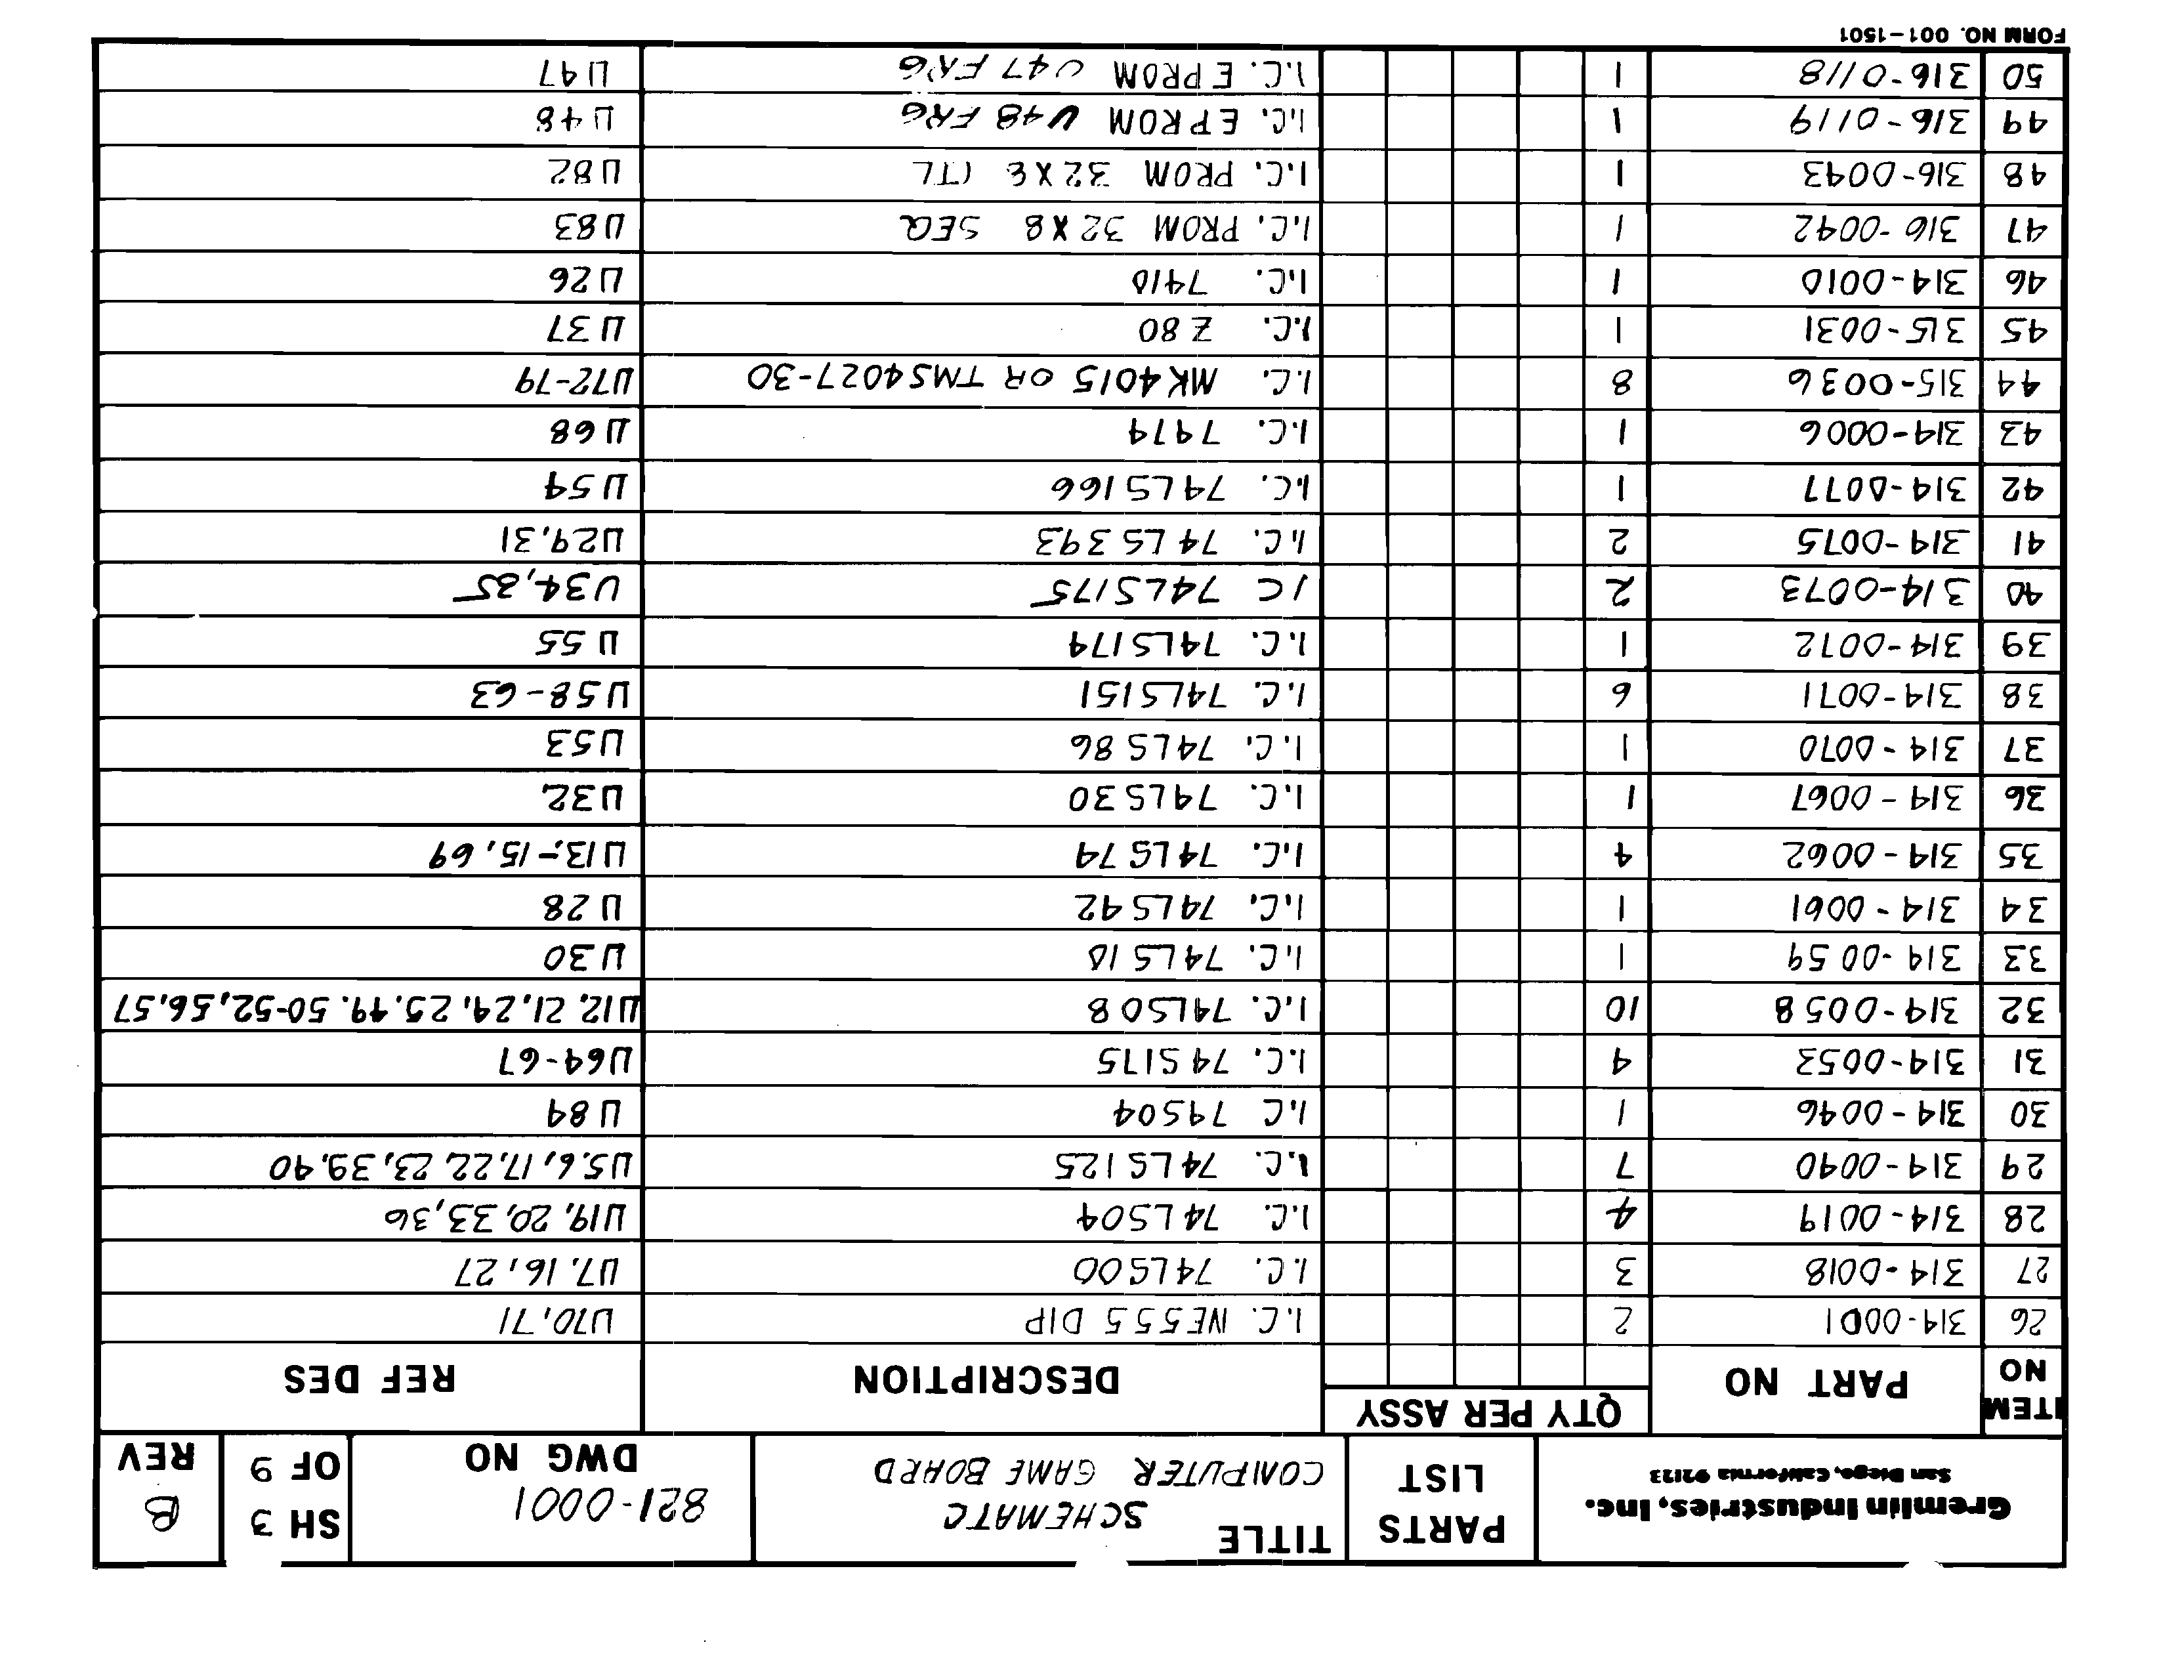 Gremlin Industries, Inc.
San Diego, California 92123
PARTS
LIST
TITLE
SCHEMATC
COMPUTER GAME BOARD
821-0001
DWG NO
SH 3
OF 9
B
REV
ITEM NO PART NO QTY PER ASSY DESCRIPTION REF DES
26 314-0001 2 I.C. NE555 DIP U70,71
27 314-0018 3 I.C. 74LS00 U7,16,27
28 314-0019 4 I.C. 74LS04 U19,20,33,36
29 314-0040 7 I.C. 74LS125 U5,6,17,22,23,39,40
30 314-0046 1 I.C 74S04 U84
31 314-0053 4 I.C. 74S175 U64-67
32 314-0058 10 I.C. 74LS08 U12,21,24,25,49,50-52,56,57
33 314-0059 1 I.C. 74LS10 U30
34 314-0061 1 I.C. 74LS42 U28
35 314-0062 4 I.C. 74LS74 U13-15,69
36 314-0067 1 I.C. 74LS30 U32
37 314-0070 1 I.C. 74LS86 U53
38 314-0071 6 I.C. 74LS151 U58-63
39 314-0072 1 I.C. 74LS174 U55
40 314-0073 2 IC 74LS175 U34,35
41 314-0075 2 I.C. 74LS393 U29,31
42 314-0077 1 I.C. 74LS166 U54
43 314-0006 1 I.C. 7474 U68
44 315-0036 8 I.C. MK4015 OR TMS4027-30 U72-79
45 315-0031 1 I.C. Z80 U37
46 314-0010 1 I.C. 7410 U26
47 316-0042 1 I.C. PROM 32X8 SEQ U83
48 316-0043 1 I.C. PROM 32X8 CTL U82
49 316-0119 1 I.C. EPROM U48 FRG U48
50 316-0118 1 I.C. EPROM U47 FRG U47
FORM NO. 001-1501